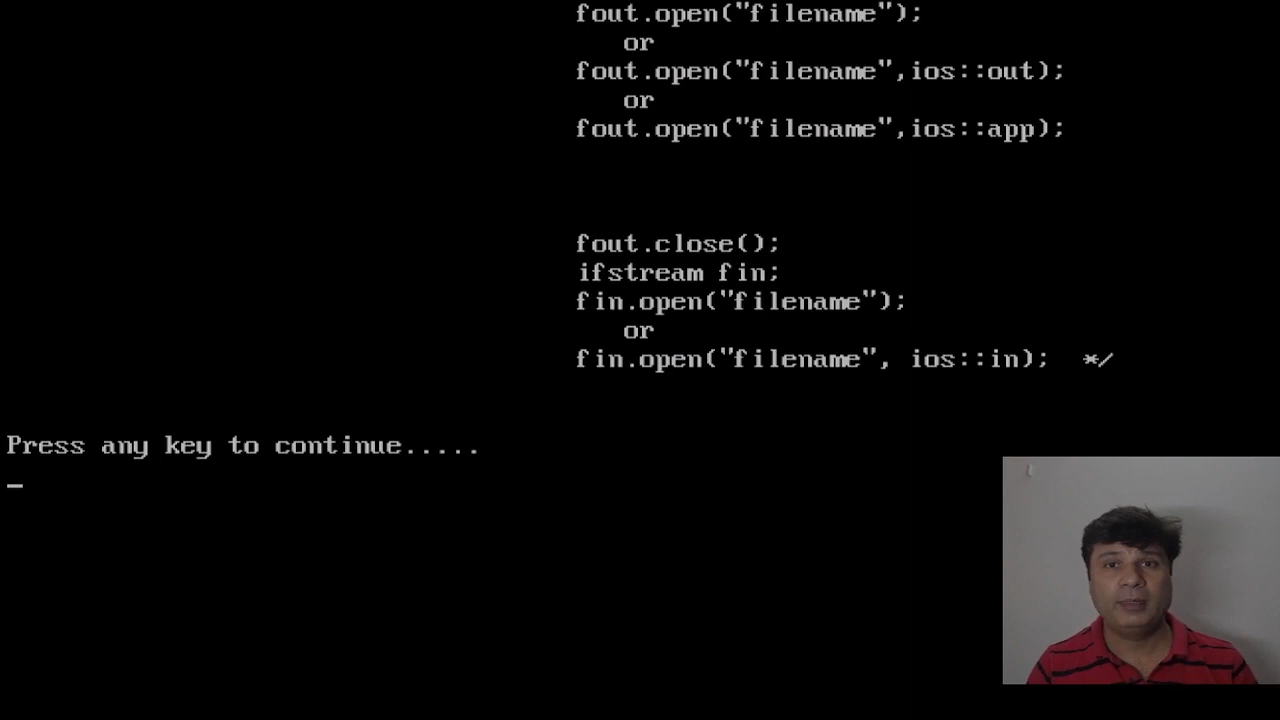 fout.open("filename");
or
fout.open("filename",ios::out);
or
fout.open("filename",ios::app);
fout.close();
ifstream fin;
fin.open("filename");
or
fin.open("filename", ios::in);  */
Press any key to continue.....
_